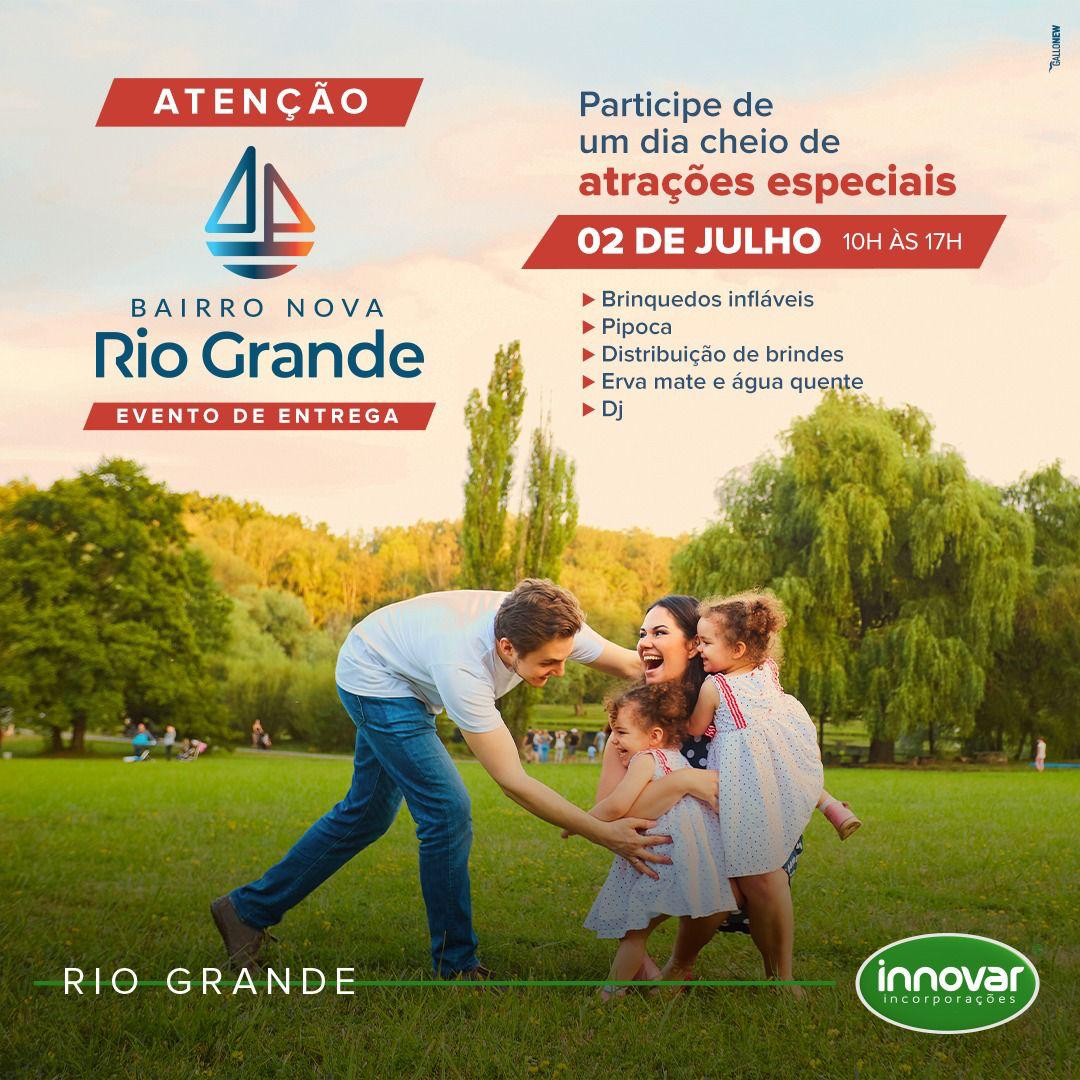 ATENÇÃO
BAIRRO NOVA
Rio Grande
EVENTO DE ENTREGA
Participe de
um dia cheio de
atrações especiais
02 DE JULHO 10H ÀS 17H
Brinquedos infláveis
Pipoca
Distribuição de brindes
Erva mate e água quente
Dj
GALLONEW
RIO GRANDE
innovar
incorporações